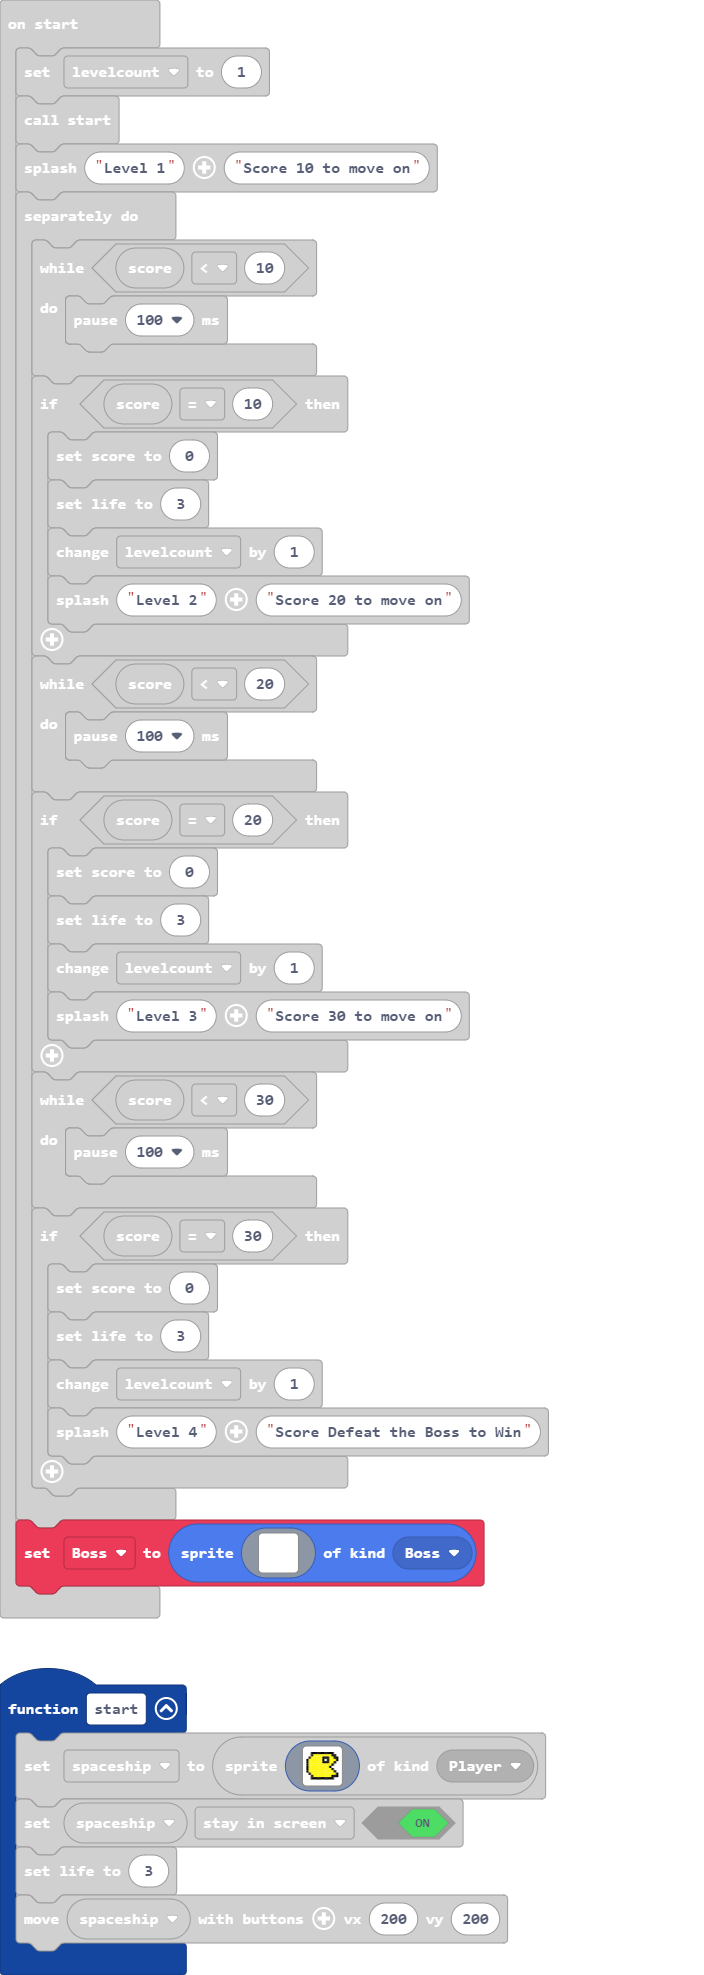 on start
set levelcount to 1
call start
splash "Level 1" "Score 10 to move on"
separately do
while score < 10
do pause 100 ms
if score = 10 then
set score to 0
set life to 3
change levelcount by 1
splash "Level 2" "Score 20 to move on"
while score < 20
do pause 100 ms
if score = 20 then
set score to 0
set life to 3
change levelcount by 1
splash "Level 3" "Score 30 to move on"
while score < 30
do pause 100 ms
if score = 30 then
set score to 0
set life to 3
change levelcount by 1
splash "Level 4" "Score Defeat the Boss to Win"
set Boss to sprite of kind Boss
function start
set spaceship to sprite of kind Player
set spaceship stay in screen ON
set life to 3
move spaceship with buttons vx 200 vy 200